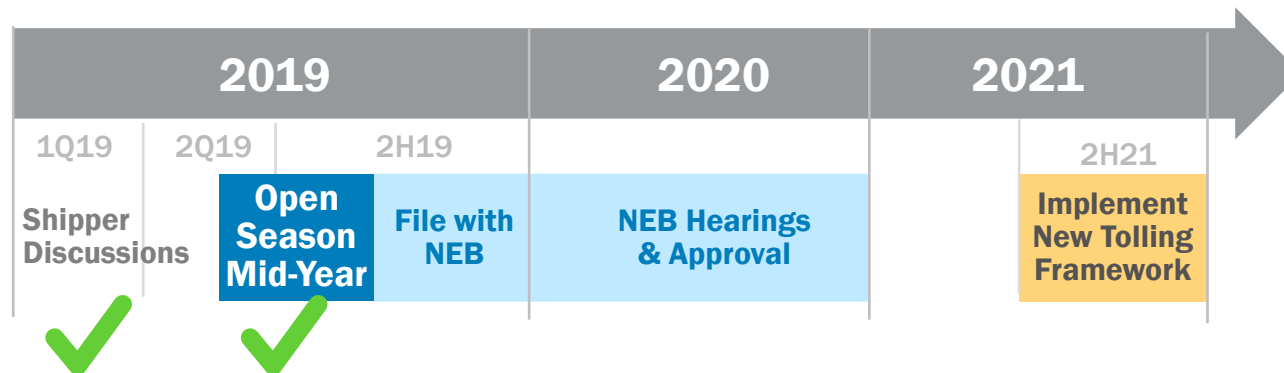 2019
2020
2021
1Q19
2Q19
2H19
2H21
Shipper
Discussions
Open
Season
Mid-Year
File with
NEB
NEB Hearings
& Approval
Implement
New Tolling
Framework